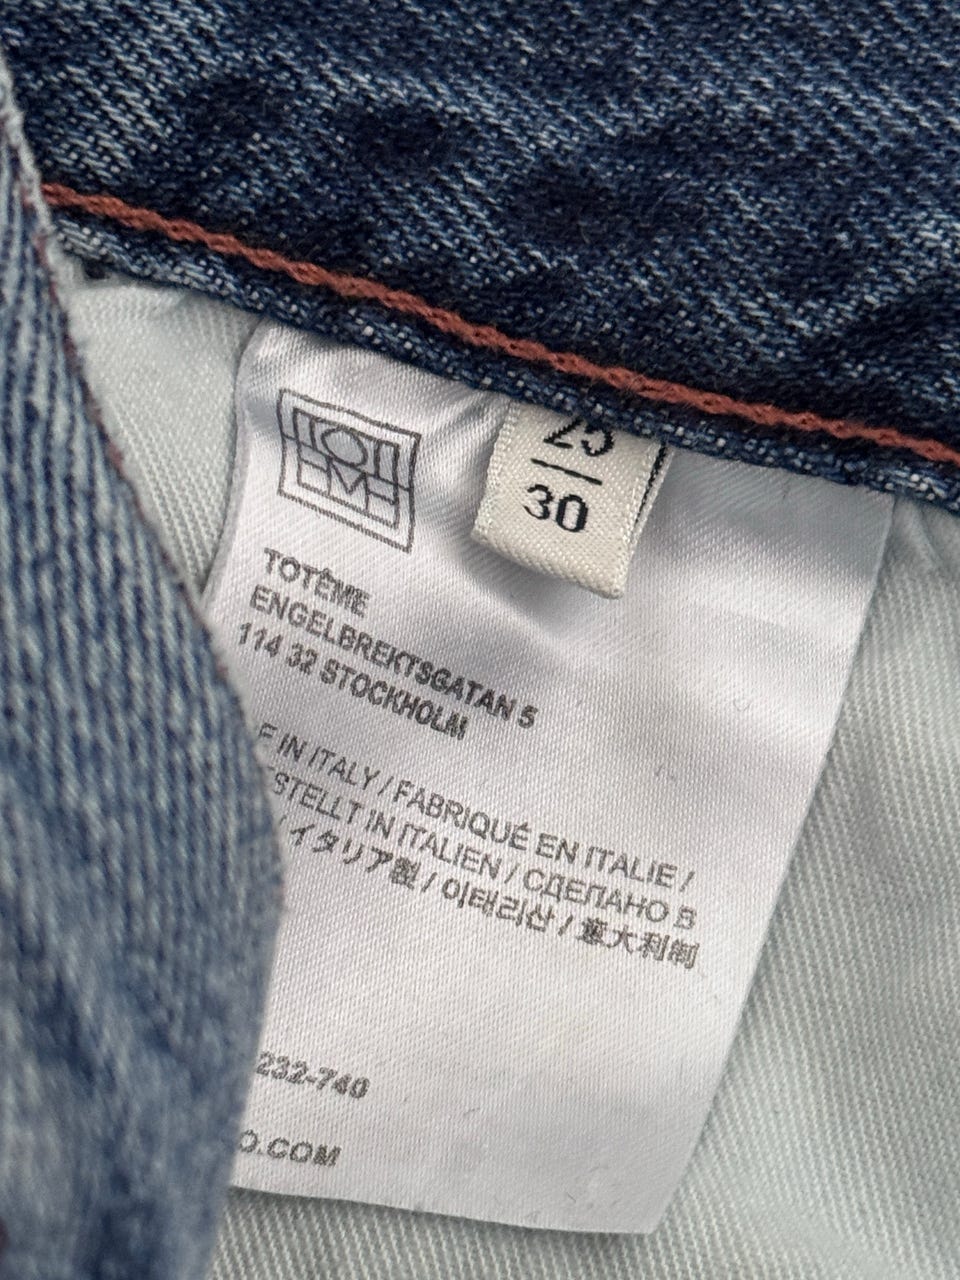 25
30
TOTÊME
ENGELBREKTSGATAN 5
114 32 STOCKHOLM
E IN ITALY / FABRIQUÉ EN ITALIE /
STELLT IN ITALIEN / СДЕЛАНО В
/ イタリア製 / 이태리산 / 意大利制
232-740
O.COM